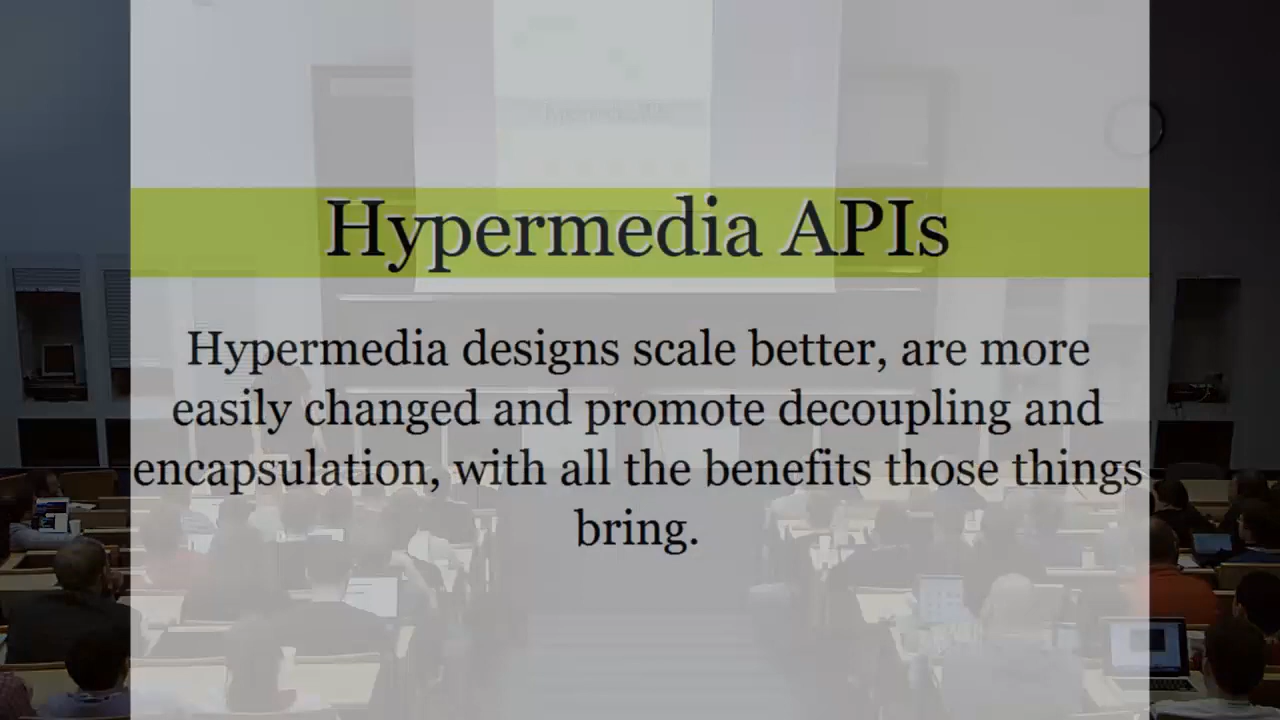 Hypermedia APIs
Hypermedia designs scale better, are more
easily changed and promote decoupling and
encapsulation, with all the benefits those things
bring.